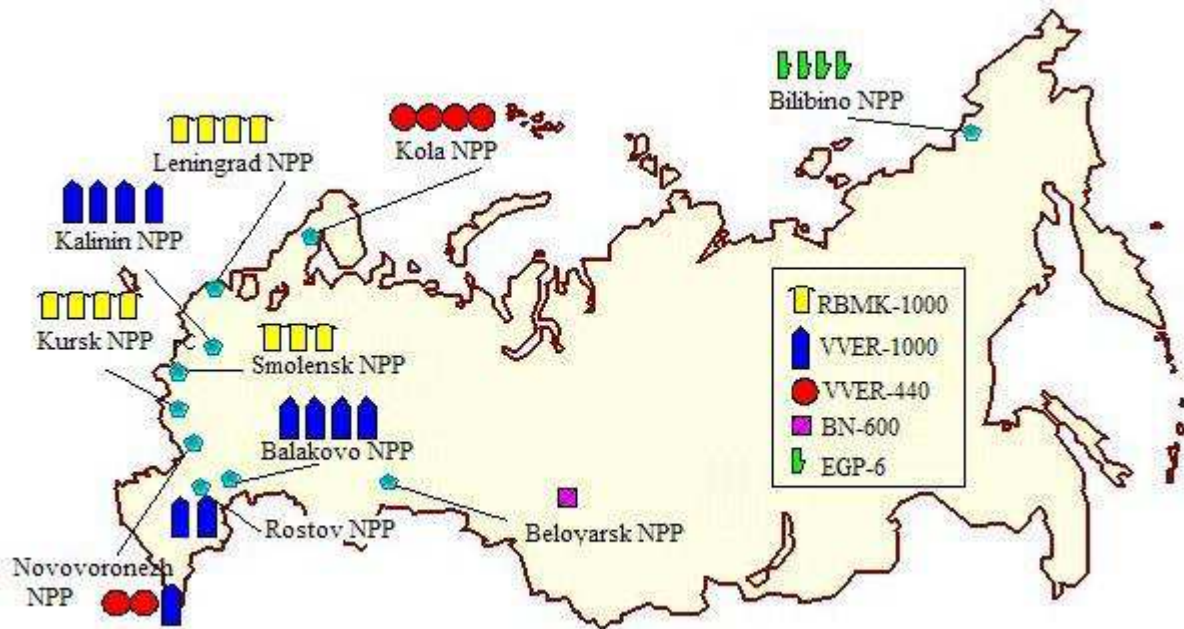 Bilibino NPP
Leningrad NPP
Kola NPP
Kalinin NPP
Kursk NPP
Smolensk NPP
Balakovo NPP
Rostov NPP
Beloyarsk NPP
Novovoronezh
NPP
RBMK-1000
VVER-1000
VVER-440
BN-600
EGP-6